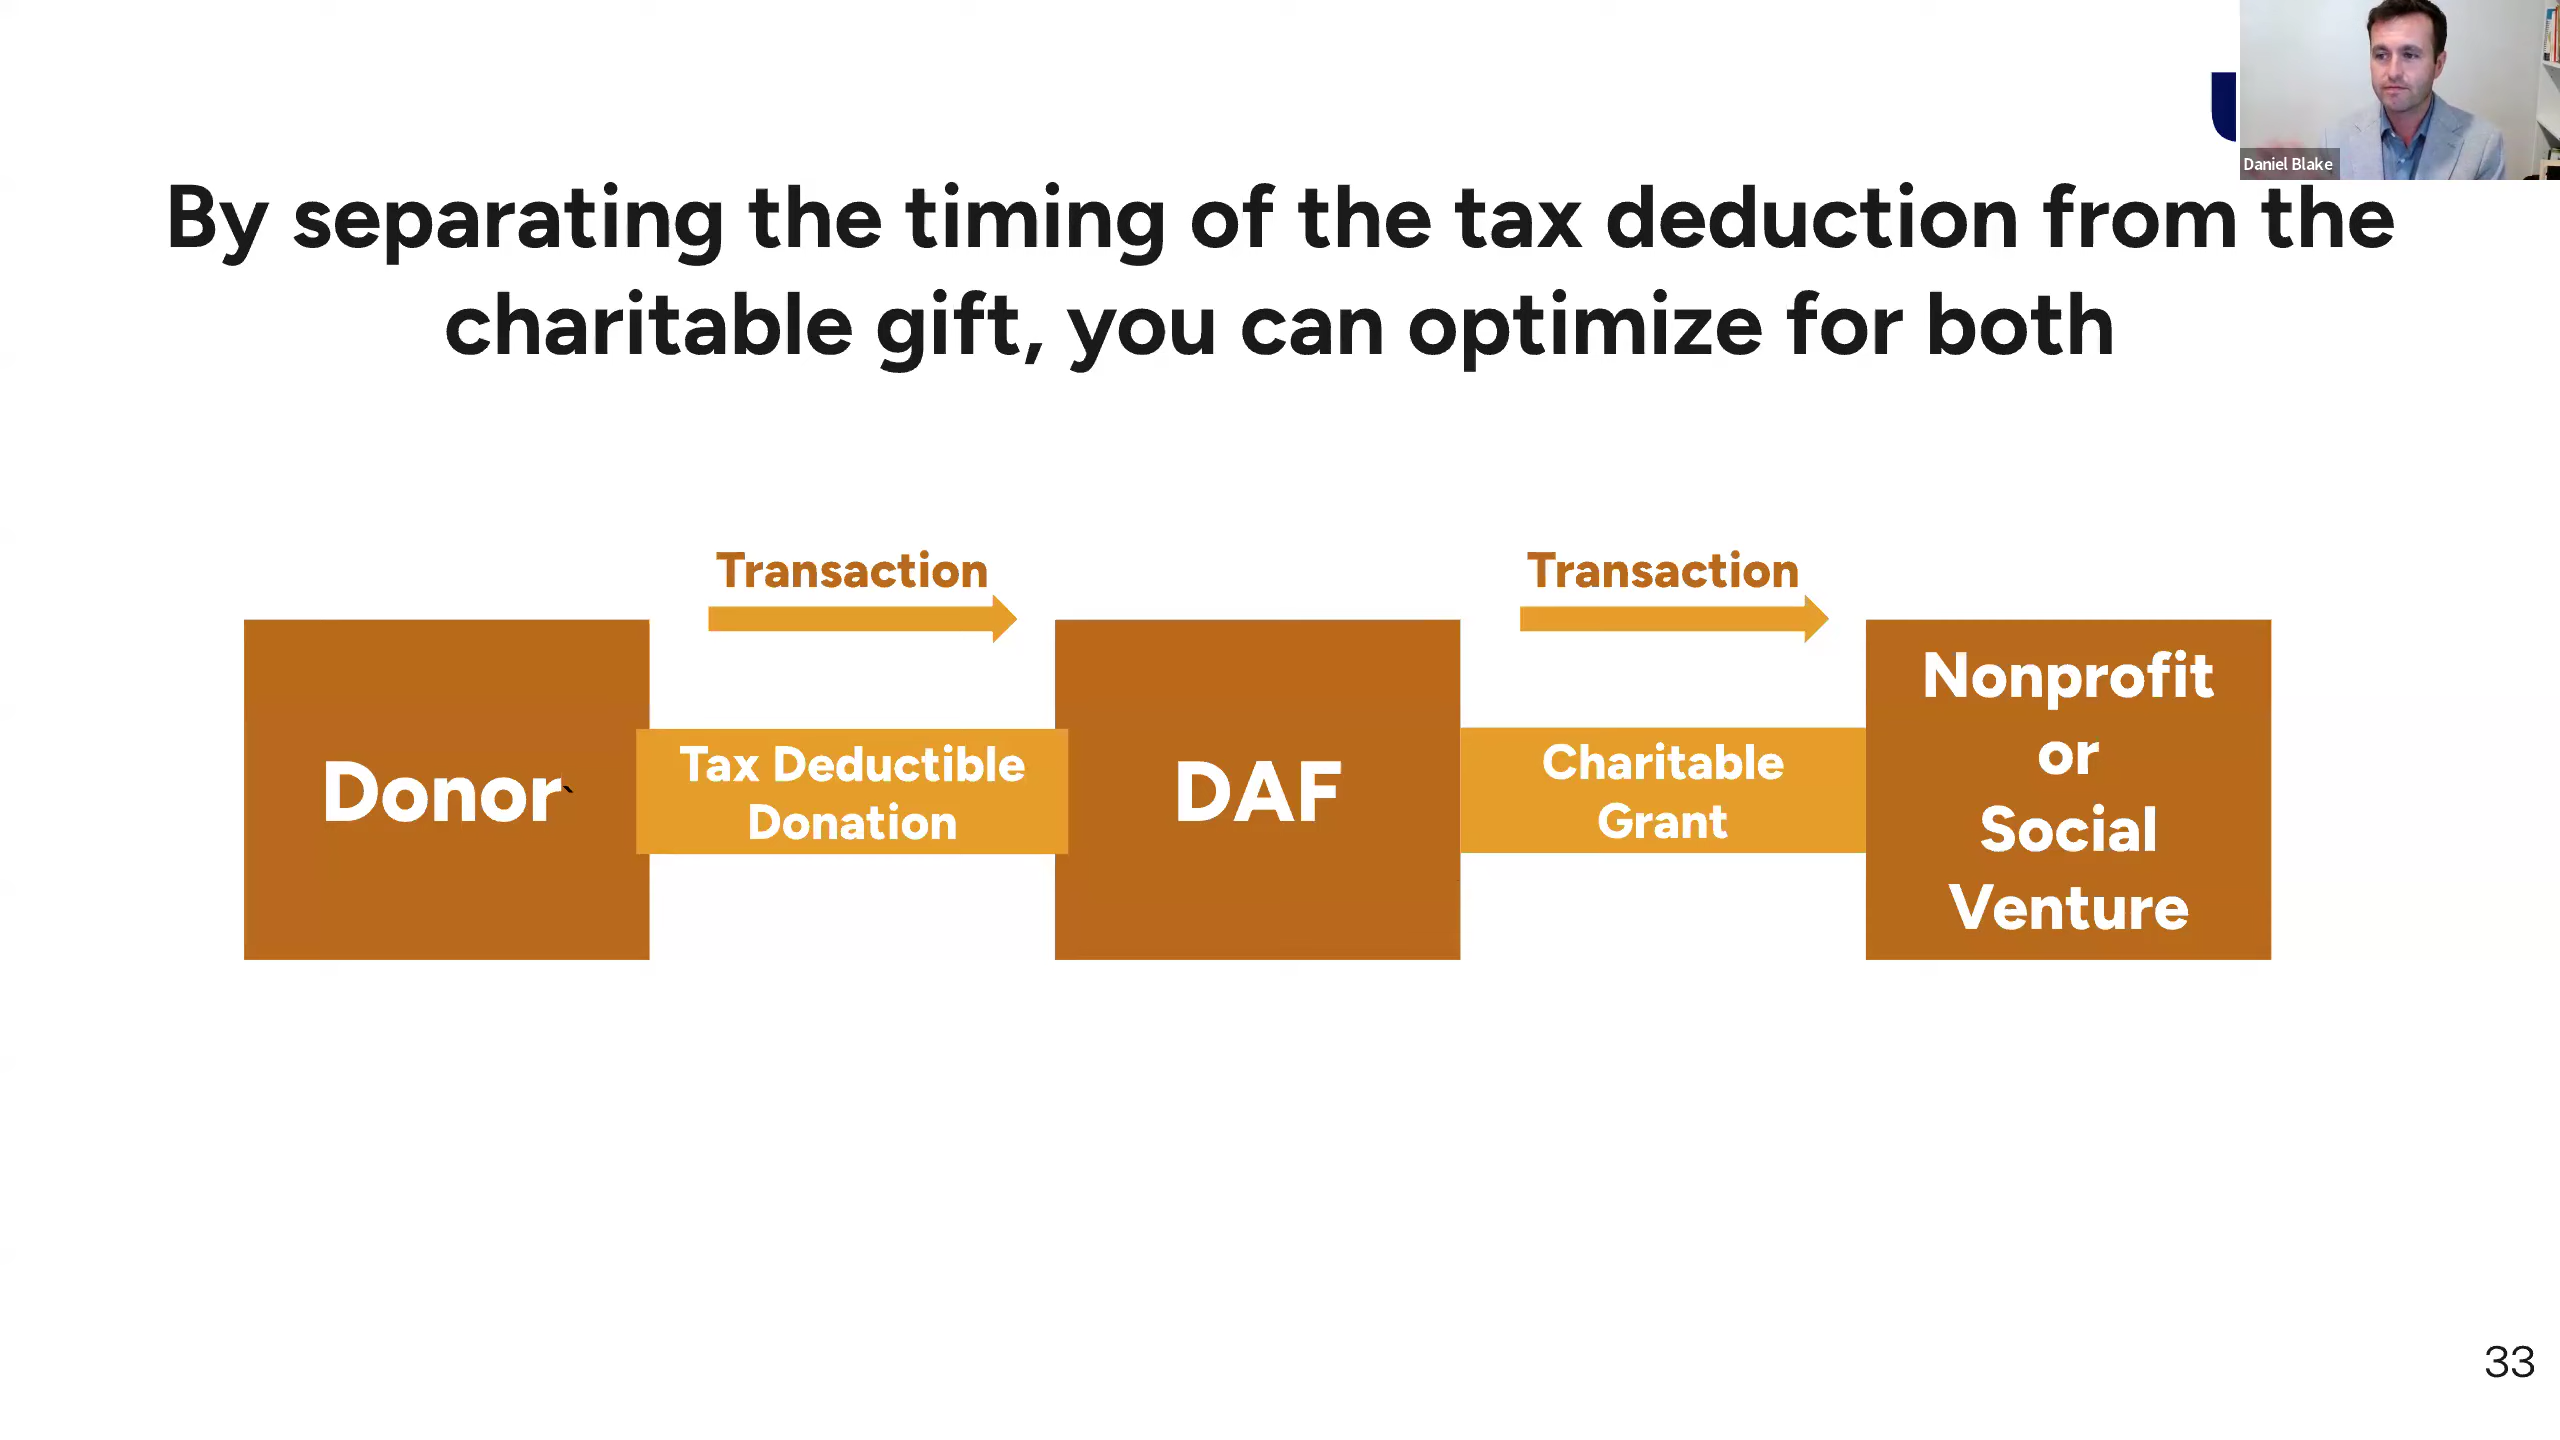 Daniel Blake
By separating the timing of the tax deduction from the
charitable gift, you can optimize for both
Transaction
Transaction
Donor`
Tax Deductible
Donation
DAF
Charitable
Grant
Nonprofit
or
Social
Venture
33